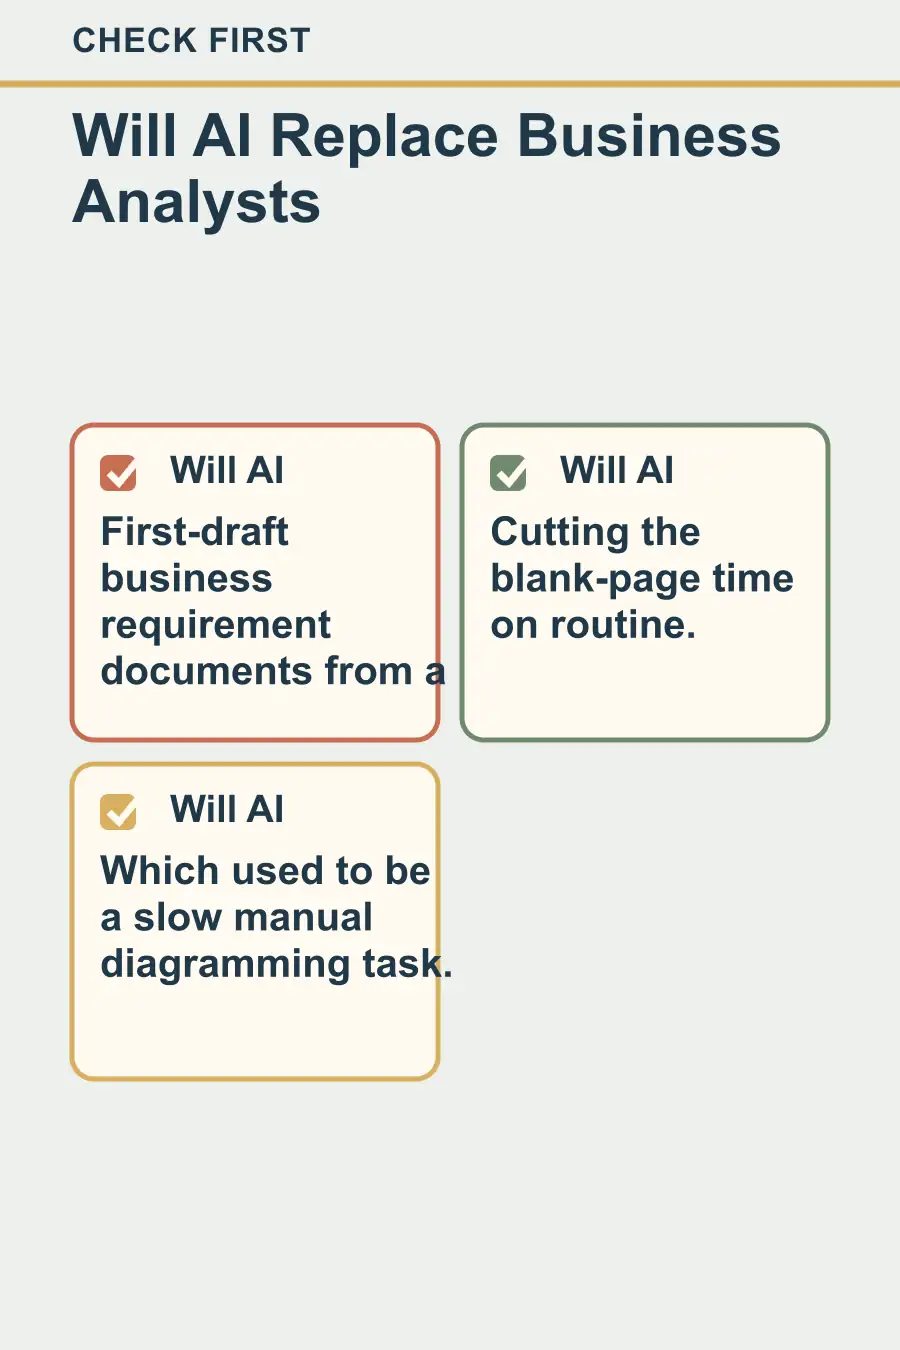 CHECK FIRST
Will AI Replace Business
Analysts
Will AI
First-draft
business
requirement
documents from a
Will AI
Cutting the
blank-page time
on routine.
Will AI
Which used to be
a slow manual
diagramming task.